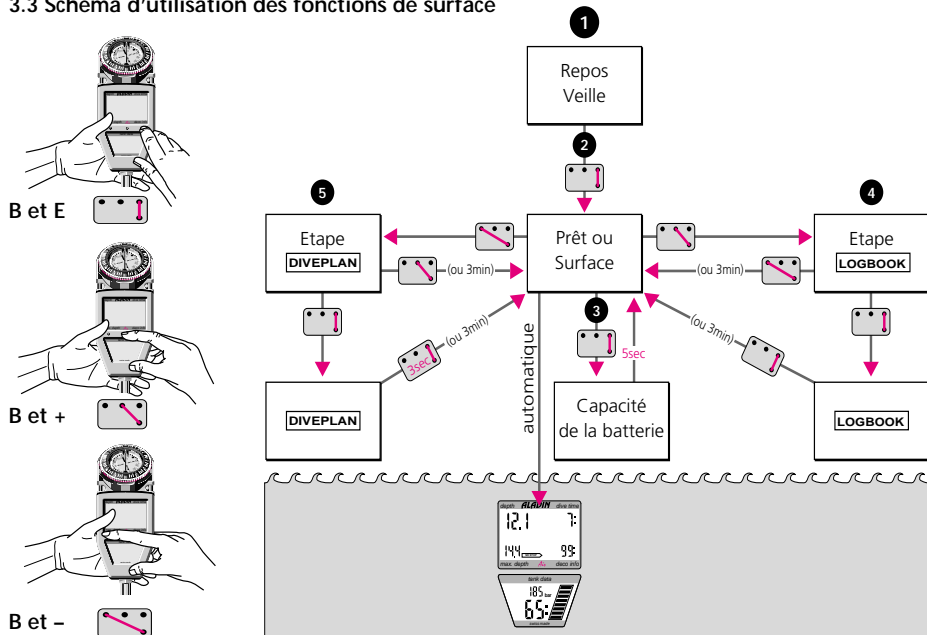 3.3 Schéma d'utilisation des fonctions de surface
1
Repos
Veille
2
5
4
Etape
DIVEPLAN
Prêt ou
Surface
Etape
LOGBOOK
(ou 3min)
(ou 3min)
3
B et E
3sec
(ou 3min)
automatique
5sec
(ou 3min)
DIVEPLAN
Capacité
de la batterie
LOGBOOK
B et +
depth ALADIN dive time
12.1 7:
14.4 99:
max. depth Air deco info
tank data
185 bar
65:
B et –